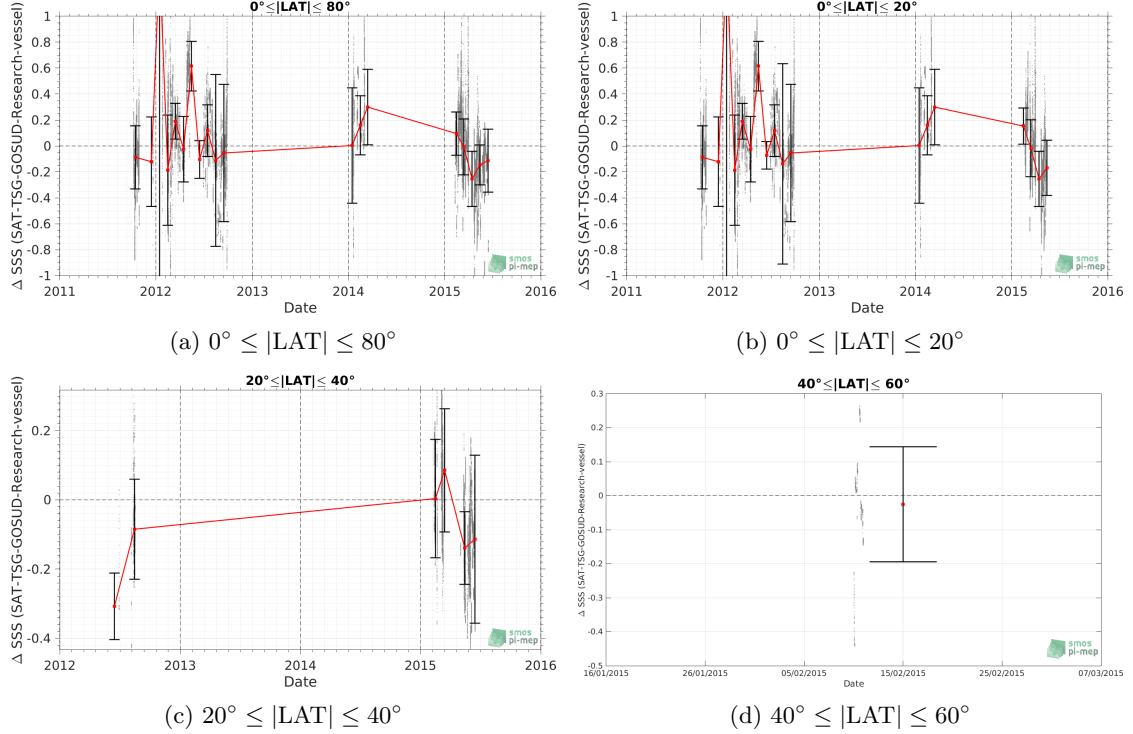 0°≤|LAT|≤ 80°
Δ SSS (SAT-TSG-GOSUD-Research-vessel)
1
0.8
0.6
0.4
0.2
0
-0.2
-0.4
-0.6
-0.8
-1
2011 2012 2013 2014 2015 2016
Date
smos
pi-mep
(a) 0° ≤ |LAT| ≤ 80°
0°≤|LAT|≤ 20°
Δ SSS (SAT-TSG-GOSUD-Research-vessel)
1
0.8
0.6
0.4
0.2
0
-0.2
-0.4
-0.6
-0.8
-1
2011 2012 2013 2014 2015 2016
Date
smos
pi-mep
(b) 0° ≤ |LAT| ≤ 20°
20°≤|LAT|≤ 40°
Δ SSS (SAT-TSG-GOSUD-Research-vessel)
0.2
0
-0.2
-0.4
2012 2013 2014 2015 2016
Date
smos
pi-mep
(c) 20° ≤ |LAT| ≤ 40°
40°≤|LAT|≤ 60°
Δ SSS (SAT-TSG-GOSUD-Research-vessel)
0.3
0.2
0.1
0
-0.1
-0.2
-0.3
-0.4
-0.5
16/01/2015 26/01/2015 05/02/2015 15/02/2015 25/02/2015 07/03/2015
Date
smos
pi-mep
(d) 40° ≤ |LAT| ≤ 60°